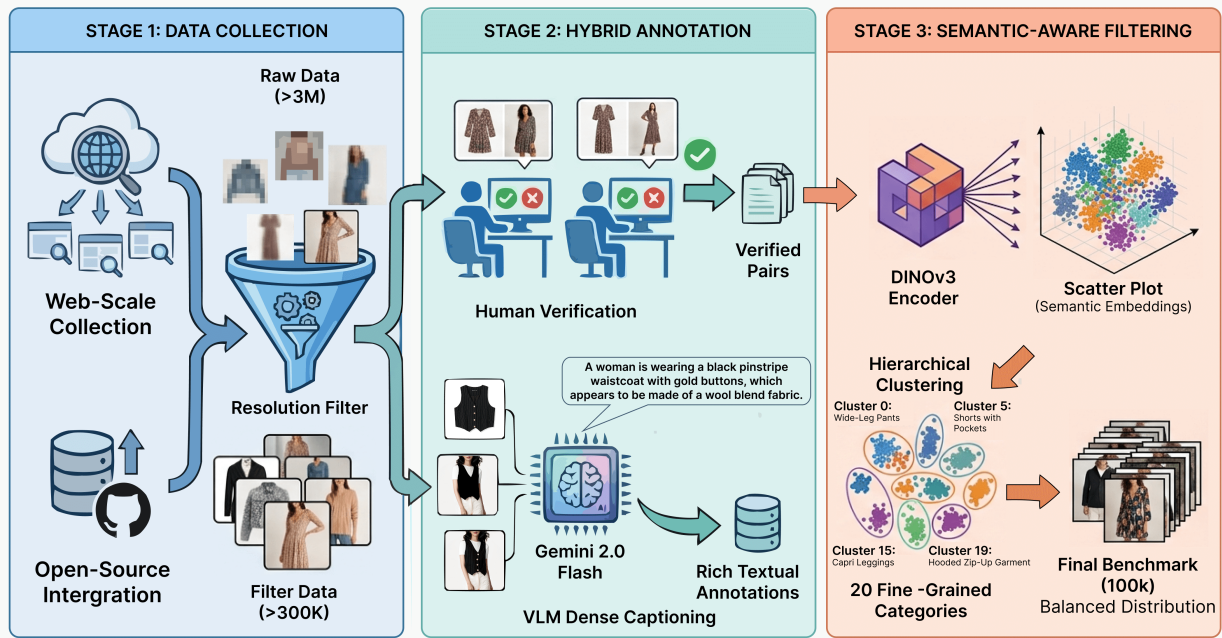 STAGE 1: DATA COLLECTION
Raw Data
(>3M)
Web-Scale
Collection
Resolution Filter
Open-Source
Intergration
Filter Data
(>300K)
STAGE 2: HYBRID ANNOTATION
Human Verification
Verified
Pairs
A woman is wearing a black pinstripe
waistcoat with gold buttons, which
appears to be made of a wool blend fabric.
AI
Gemini 2.0
Flash
Rich Textual
Annotations
VLM Dense Captioning
STAGE 3: SEMANTIC-AWARE FILTERING
DINOv3
Encoder
Scatter Plot
(Semantic Embeddings)
Hierarchical
Clustering
Cluster 0:
Wide-Leg Pants
Cluster 5:
Shorts with
Pockets
Cluster 15:
Capri Leggings
Cluster 19:
Hooded Zip-Up Garment
20 Fine -Grained
Categories
Final Benchmark
(100k)
Balanced Distribution